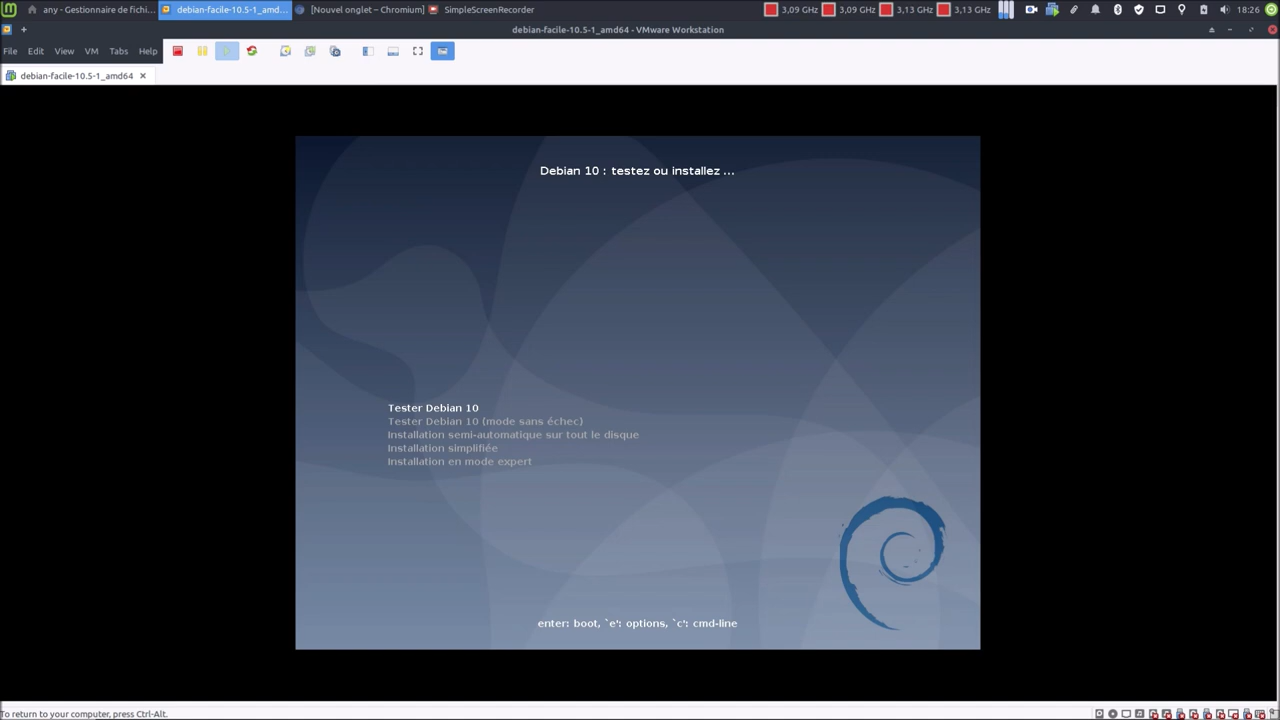 any - Gestionnaire de fichi...
debian-facile-10.5-1_amd...
[Nouvel onglet – Chromium]
SimpleScreenRecorder
3,09 GHz
3,09 GHz
3,13 GHz
3,13 GHz
18:26
debian-facile-10.5-1_amd64 - VMware Workstation
File Edit View VM Tabs Help
debian-facile-10.5-1_amd64
Debian 10 : testez ou installez ...
Tester Debian 10
Tester Debian 10 (mode sans échec)
Installation semi-automatique sur tout le disque
Installation simplifiée
Installation en mode expert
enter: boot, `e': options, `c': cmd-line
To return to your computer, press Ctrl-Alt.